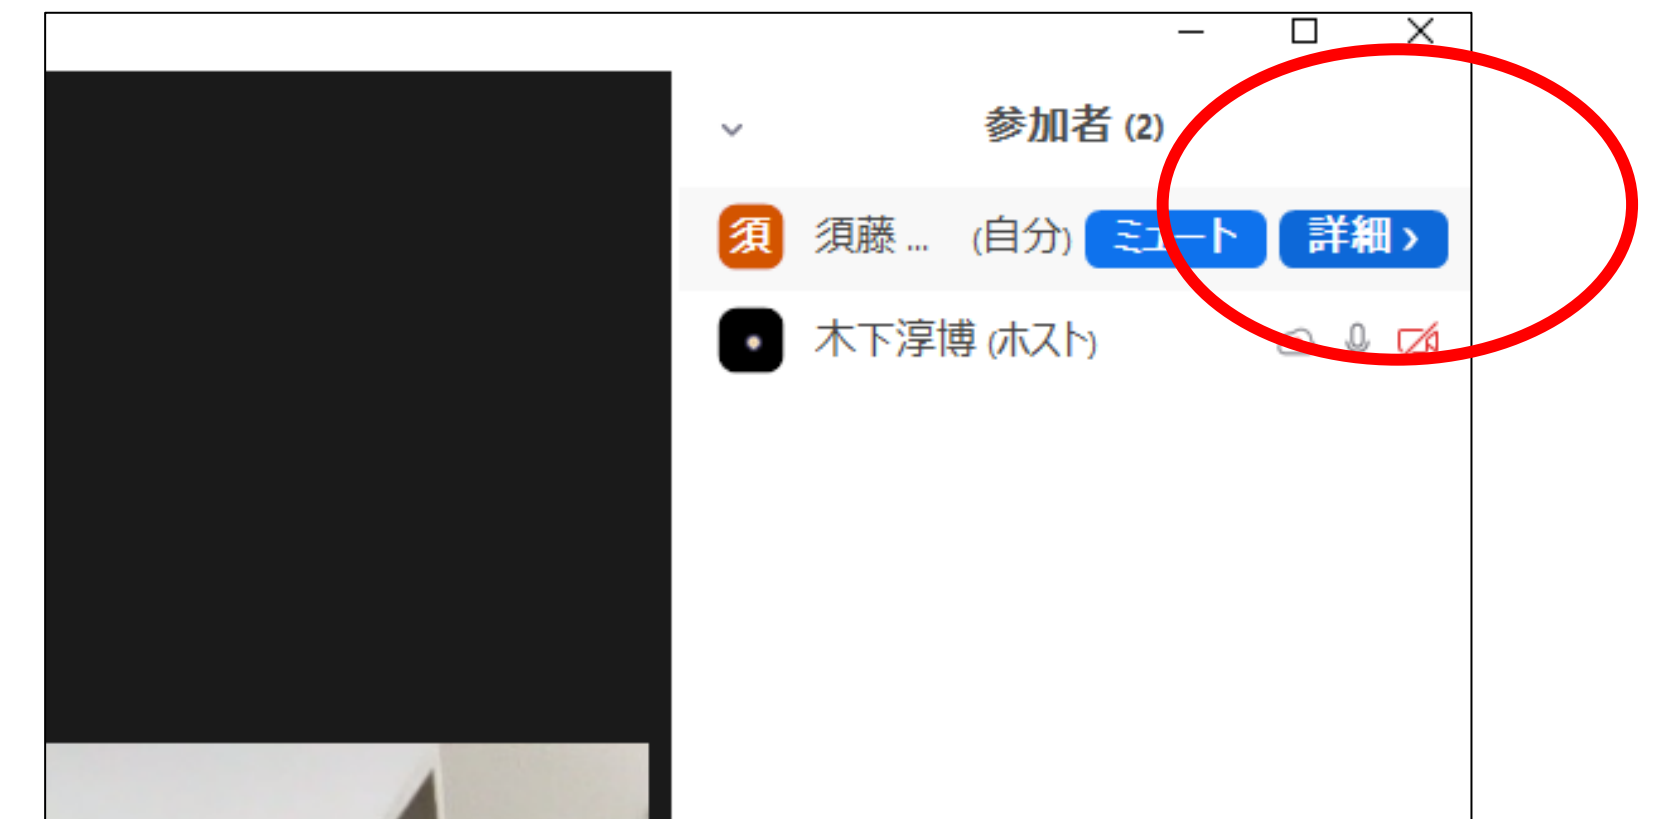 参加者 (2)
須 須藤 ... (自分) ミュート 詳細 ›
木下淳博 (ホスト)